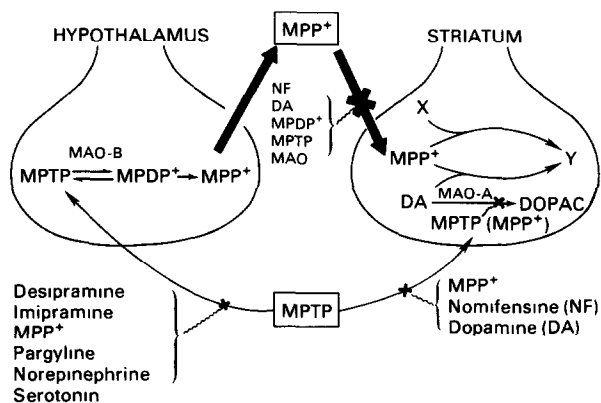 HYPOTHALAMUS
MPP⁺
STRIATUM
NF
DA
MPDP⁺
MPTP
MAO
X
MPP⁺
Y
MAO-B
MPTP MPDP⁺ MPP⁺
DA MAO-A DOPAC
MPTP (MPP⁺)
Desipramine
Imipramine
MPP⁺
Pargyline
Norepinephrine
Serotonin
MPTP
MPP⁺
Nomifensine (NF)
Dopamine (DA)